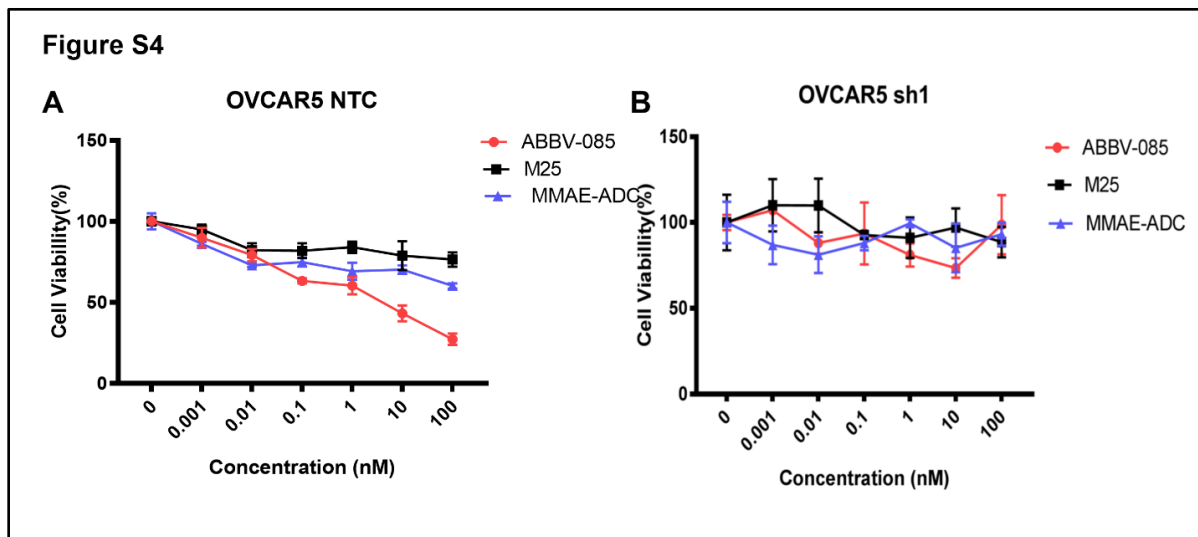 Figure S4
A
OVCAR5 NTC
150
100
50
0
Cell Viability(%)
0
0.001
0.01
0.1
1
10
100
Concentration (nM)
ABBV-085
M25
MMAE-ADC
B
OVCAR5 sh1
150
100
50
0
Cell Viability(%)
0
0.001
0.01
0.1
1
10
100
Concentration (nM)
ABBV-085
M25
MMAE-ADC